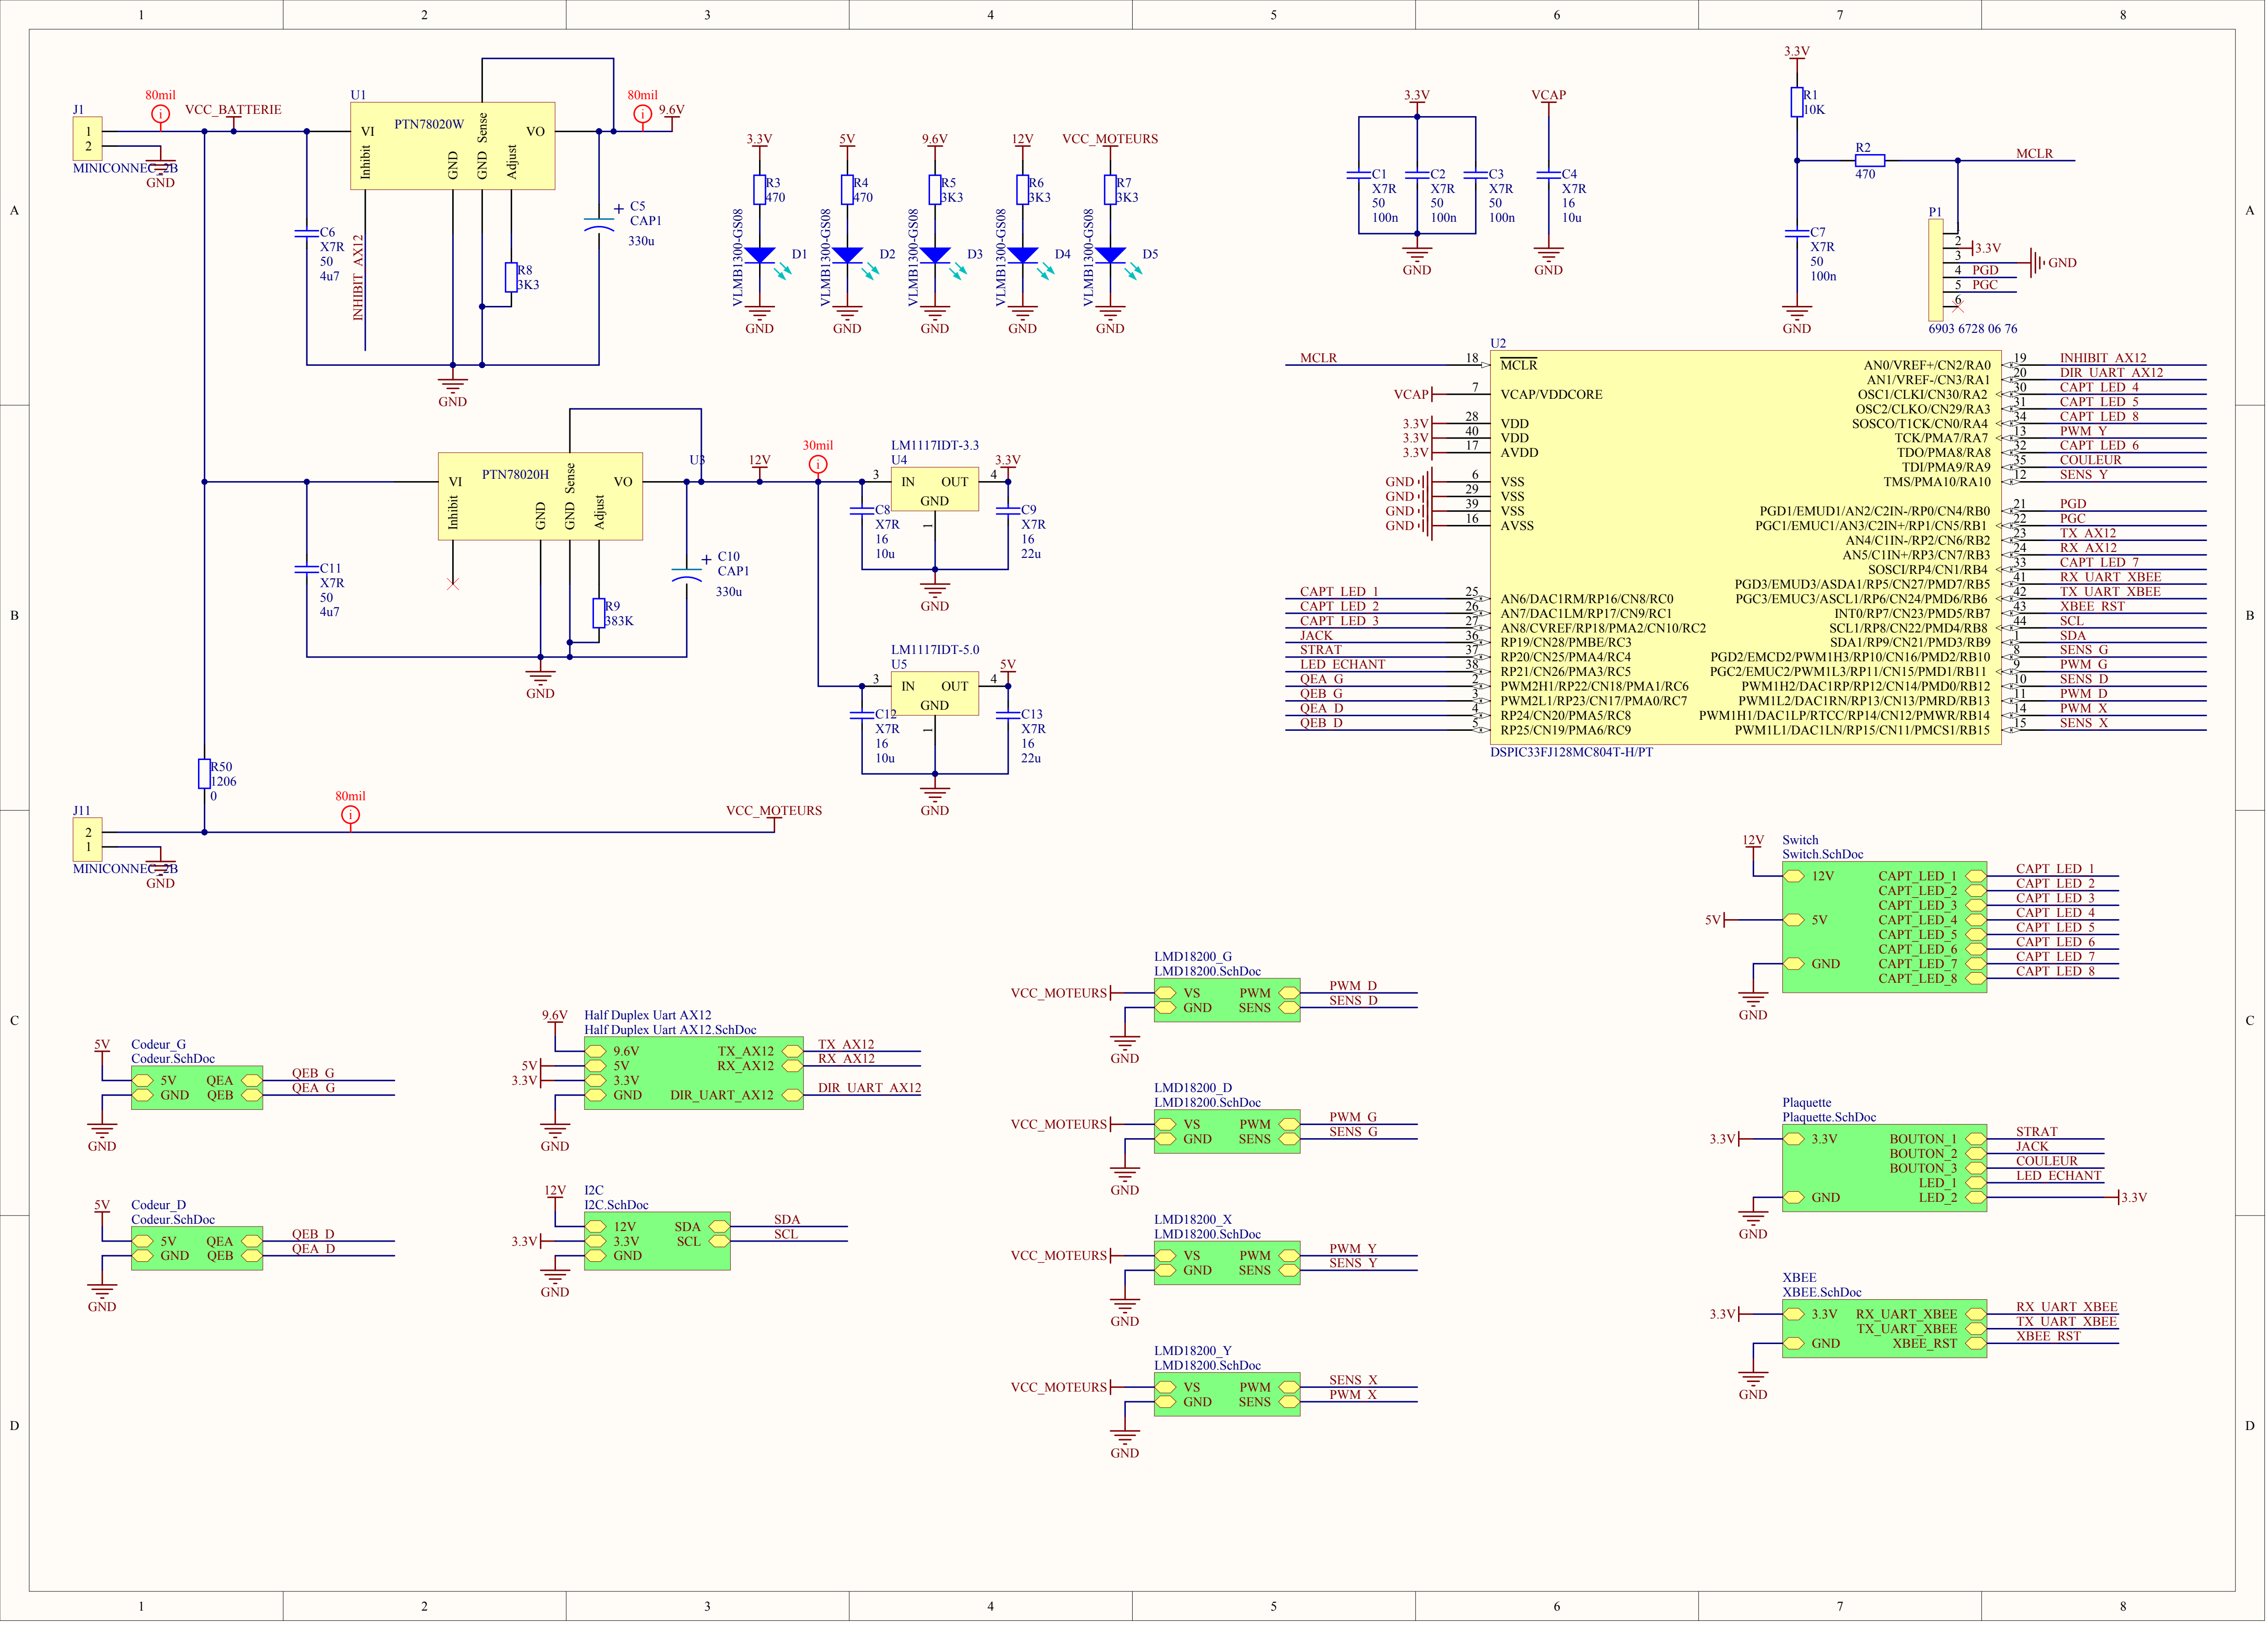 1 2 3 4 5 6 7 8
A
B
C
D
J1
1
2
MINICONNEC_2B
GND
80mil
i
VCC_BATTERIE
U1
PTN78020W
VI
VO
Inhibit
GND
GND Sense
Adjust
80mil
i
9.6V
C6
X7R
50
4u7
INHIBIT_AX12
R8
3K3
C5
CAP1
330u
GND
3.3V
R3
470
VLMB1300-GS08
D1
GND
5V
R4
470
VLMB1300-GS08
D2
GND
9.6V
R5
3K3
VLMB1300-GS08
D3
GND
12V
R6
3K3
VLMB1300-GS08
D4
GND
VCC_MOTEURS
R7
3K3
VLMB1300-GS08
D5
GND
3.3V
C1
X7R
50
100n
C2
X7R
50
100n
C3
X7R
50
100n
GND
VCAP
C4
X7R
16
10u
GND
3.3V
R1
10K
R2
470
MCLR
C7
X7R
50
100n
GND
P1
2
3
4
5
6
3.3V
GND
PGD
PGC
6903 6728 06 76
U3
PTN78020H
VI
VO
Inhibit
GND
GND Sense
Adjust
12V
30mil
i
C11
X7R
50
4u7
R9
383K
C10
CAP1
330u
GND
LM1117IDT-3.3
U4
3
IN
OUT
4
GND
1
3.3V
C8
X7R
16
10u
C9
X7R
16
22u
GND
LM1117IDT-5.0
U5
3
IN
OUT
4
GND
1
5V
C12
X7R
16
10u
C13
X7R
16
22u
GND
R50
1206
0
J11
2
1
MINICONNEC_2B
GND
80mil
i
VCC_MOTEURS
U2
MCLR 18 MCLR
VCAP 7 VCAP/VDDCORE
3.3V 28 VDD
3.3V 40 VDD
3.3V 17 AVDD
GND 6 VSS
GND 29 VSS
GND 39 VSS
GND 16 AVSS
CAPT_LED_1 25 AN6/DAC1RM/RP16/CN8/RC0
CAPT_LED_2 26 AN7/DAC1LM/RP17/CN9/RC1
CAPT_LED_3 27 AN8/CVREF/RP18/PMA2/CN10/RC2
JACK 36 RP19/CN28/PMBE/RC3
STRAT 37 RP20/CN25/PMA4/RC4
LED_ECHANT 38 RP21/CN26/PMA3/RC5
QEA_G 2 PWM2H1/RP22/CN18/PMA1/RC6
QEB_G 3 PWM2L1/RP23/CN17/PMA0/RC7
QEA_D 4 RP24/CN20/PMA5/RC8
QEB_D 5 RP25/CN19/PMA6/RC9
AN0/VREF+/CN2/RA0 19 INHIBIT_AX12
AN1/VREF-/CN3/RA1 20 DIR_UART_AX12
OSC1/CLKI/CN30/RA2 30 CAPT_LED_4
OSC2/CLKO/CN29/RA3 31 CAPT_LED_5
SOSCO/T1CK/CN0/RA4 34 CAPT_LED_8
TCK/PMA7/RA7 13 PWM_Y
TDO/PMA8/RA8 32 CAPT_LED_6
TDI/PMA9/RA9 35 COULEUR
TMS/PMA10/RA10 12 SENS_Y
PGD1/EMUD1/AN2/C2IN-/RP0/CN4/RB0 21 PGD
PGC1/EMUC1/AN3/C2IN+/RP1/CN5/RB1 22 PGC
AN4/C1IN-/RP2/CN6/RB2 23 TX_AX12
AN5/C1IN+/RP3/CN7/RB3 24 RX_AX12
SOSCI/RP4/CN1/RB4 33 CAPT_LED_7
PGD3/EMUD3/ASDA1/RP5/CN27/PMD7/RB5 41 RX_UART_XBEE
PGC3/EMUC3/ASCL1/RP6/CN24/PMD6/RB6 42 TX_UART_XBEE
INT0/RP7/CN23/PMD5/RB7 43 XBEE_RST
SCL1/RP8/CN22/PMD4/RB8 44 SCL
SDA1/RP9/CN21/PMD3/RB9 1 SDA
PGD2/EMCD2/PWM1H3/RP10/CN16/PMD2/RB10 8 SENS_G
PGC2/EMUC2/PWM1L3/RP11/CN15/PMD1/RB11 9 PWM_G
PWM1H2/DAC1RP/RP12/CN14/PMD0/RB12 10 SENS_D
PWM1L2/DAC1RN/RP13/CN13/PMRD/RB13 11 PWM_D
PWM1H1/DAC1LP/RTCC/RP14/CN12/PMWR/RB14 14 PWM_X
PWM1L1/DAC1LN/RP15/CN11/PMCS1/RB15 15 SENS_X
DSPIC33FJ128MC804T-H/PT
12V
Switch
Switch.SchDoc
12V CAPT_LED_1 CAPT_LED_1
CAPT_LED_2 CAPT_LED_2
CAPT_LED_3 CAPT_LED_3
5V 5V CAPT_LED_4 CAPT_LED_4
CAPT_LED_5 CAPT_LED_5
CAPT_LED_6 CAPT_LED_6
GND CAPT_LED_7 CAPT_LED_7
CAPT_LED_8 CAPT_LED_8
GND
5V
Codeur_G
Codeur.SchDoc
5V QEA QEB_G
GND QEB QEA_G
GND
5V
Codeur_D
Codeur.SchDoc
5V QEA QEB_D
GND QEB QEA_D
GND
9.6V
Half Duplex Uart AX12
Half Duplex Uart AX12.SchDoc
9.6V TX_AX12 TX_AX12
5V 5V RX_AX12 RX_AX12
3.3V 3.3V
GND DIR_UART_AX12 DIR_UART_AX12
GND
12V
I2C
I2C.SchDoc
12V SDA SDA
3.3V 3.3V SCL SCL
GND
GND
LMD18200_G
LMD18200.SchDoc
VCC_MOTEURS VS PWM PWM_D
GND SENS SENS_D
GND
LMD18200_D
LMD18200.SchDoc
VCC_MOTEURS VS PWM PWM_G
GND SENS SENS_G
GND
LMD18200_X
LMD18200.SchDoc
VCC_MOTEURS VS PWM PWM_Y
GND SENS SENS_Y
GND
LMD18200_Y
LMD18200.SchDoc
VCC_MOTEURS VS PWM SENS_X
GND SENS PWM_X
GND
Plaquette
Plaquette.SchDoc
3.3V 3.3V BOUTON_1 STRAT
BOUTON_2 JACK
BOUTON_3 COULEUR
LED_1 LED_ECHANT
GND LED_2 3.3V
GND
XBEE
XBEE.SchDoc
3.3V 3.3V RX_UART_XBEE RX_UART_XBEE
TX_UART_XBEE TX_UART_XBEE
GND XBEE_RST XBEE_RST
GND
A
B
C
D
1 2 3 4 5 6 7 8